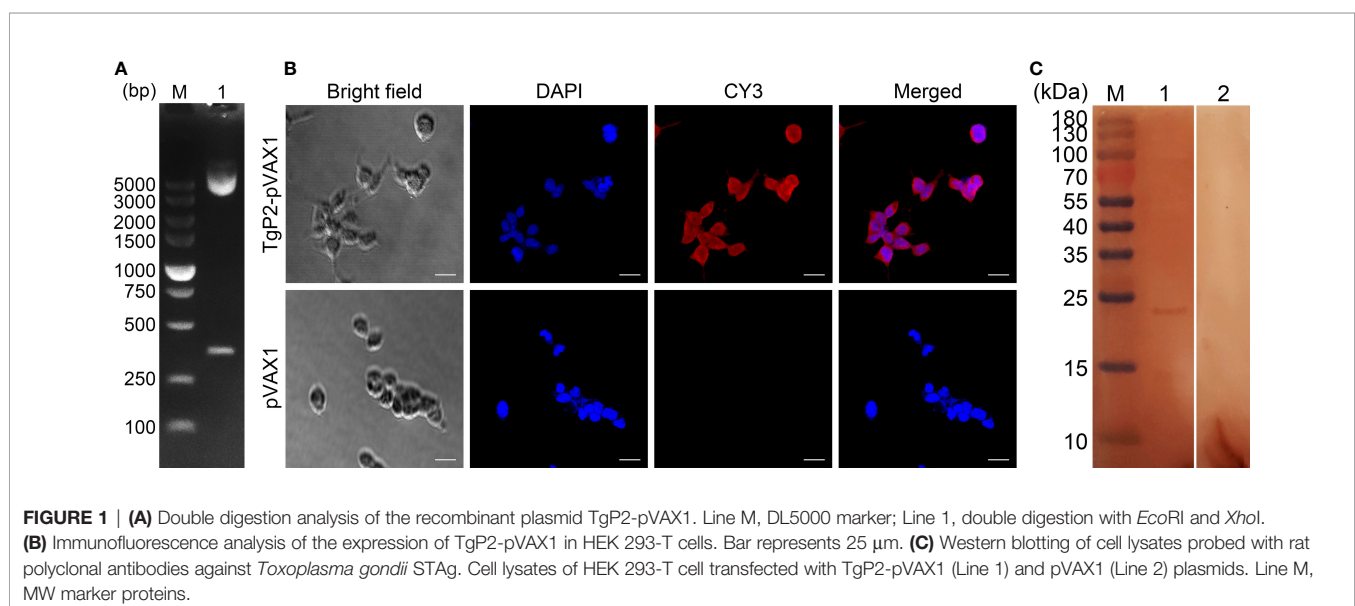 A
(bp) M 1
5000
3000
2000
1500
1000
750
500
250
100
B
Bright field DAPI CY3 Merged
TgP2-pVAX1
pVAX1
C
(kDa) M 1 2
180
130
100
70
55
40
35
25
15
10
FIGURE 1 | (A) Double digestion analysis of the recombinant plasmid TgP2-pVAX1. Line M, DL5000 marker; Line 1, double digestion with EcoRI and XhoI.
(B) Immunofluorescence analysis of the expression of TgP2-pVAX1 in HEK 293-T cells. Bar represents 25 μm. (C) Western blotting of cell lysates probed with rat
polyclonal antibodies against Toxoplasma gondii STAg. Cell lysates of HEK 293-T cell transfected with TgP2-pVAX1 (Line 1) and pVAX1 (Line 2) plasmids. Line M,
MW marker proteins.